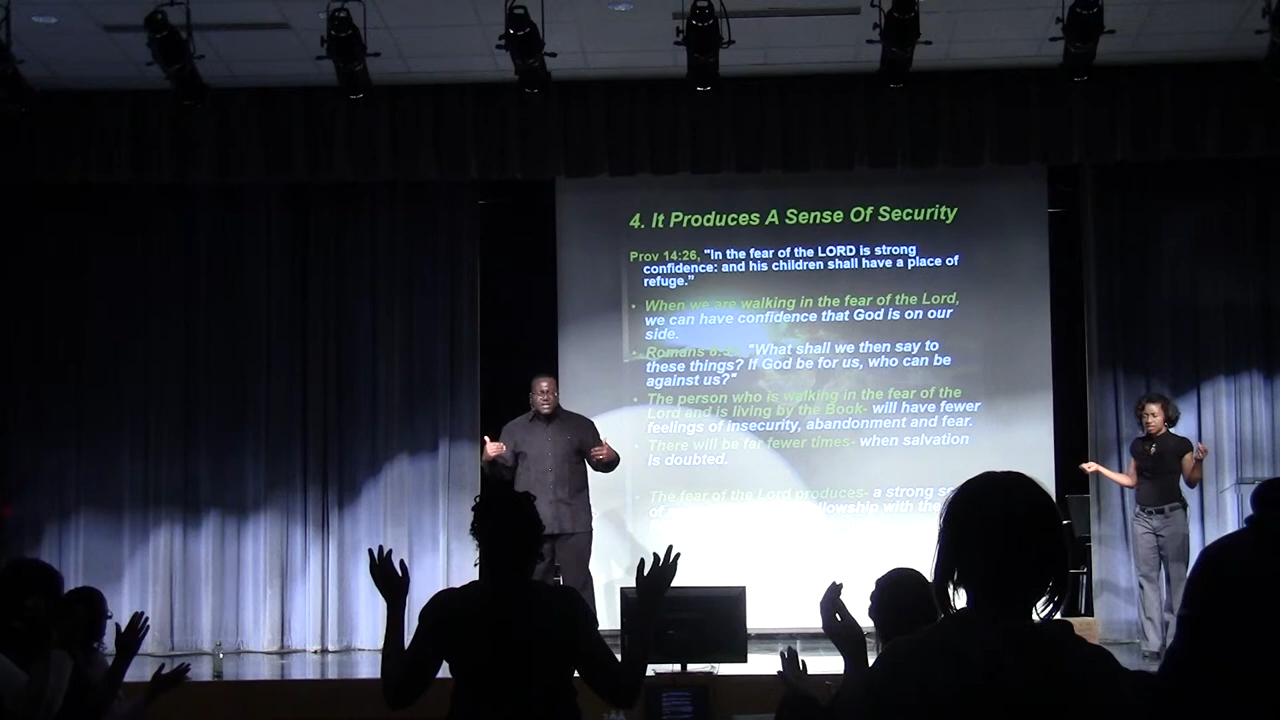 4. It Produces A Sense Of Security
Prov 14:26, "In the fear of the LORD is strong
confidence: and his children shall have a place of
refuge."
• When we are walking in the fear of the Lord,
we can have confidence that God is on our
side.
• Romans "What shall we then say to
these things? If God be for us, who can be
against us?"
• The person who is walking in the fear of the
Lord and is living by the Book- will have fewer
feelings of insecurity, abandonment and fear.
• There will be far fewer times- when salvation
is doubted.
• The fear of the Lord produces- a strong
of with the